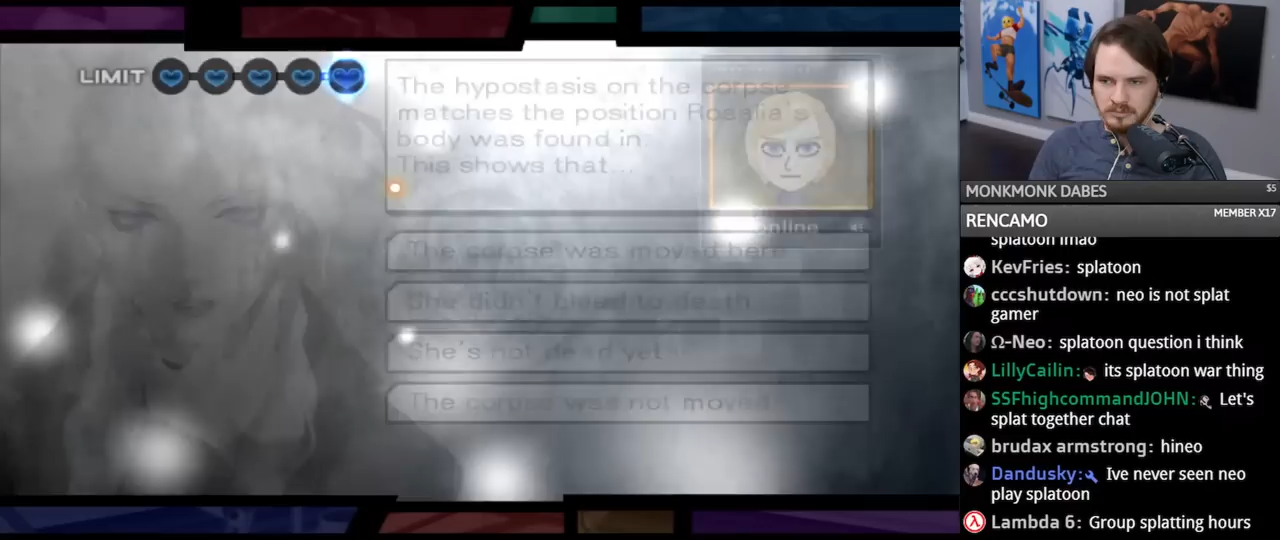 LIMIT
The hypostasis on the corpse
matches the position Rosalia's
body was found in.
This shows that...
online
The corpse was moved here
She didn't bleed to death
She's not dead yet
The corpse was not moved
MONKMONK DABES
$5
RENCAMO
MEMBER X17
splatoon lmao
KevFries: splatoon
cccshutdown: neo is not splat
gamer
Ω-Neo: splatoon question i think
LillyCailin: its splatoon war thing
SSFhighcommandJOHN: Let's
splat together chat
brudax armstrong: hineo
Dandusky: Ive never seen neo
play splatoon
Lambda 6: Group splatting hours